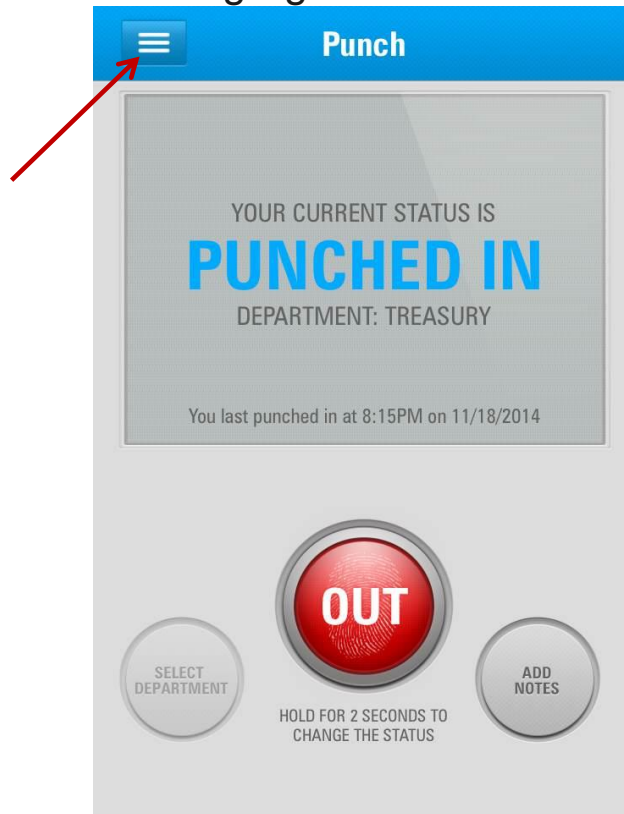 Punch
YOUR CURRENT STATUS IS
PUNCHED IN
DEPARTMENT: TREASURY
You last punched in at 8:15PM on 11/18/2014
OUT
SELECT
DEPARTMENT
ADD
NOTES
HOLD FOR 2 SECONDS TO
CHANGE THE STATUS